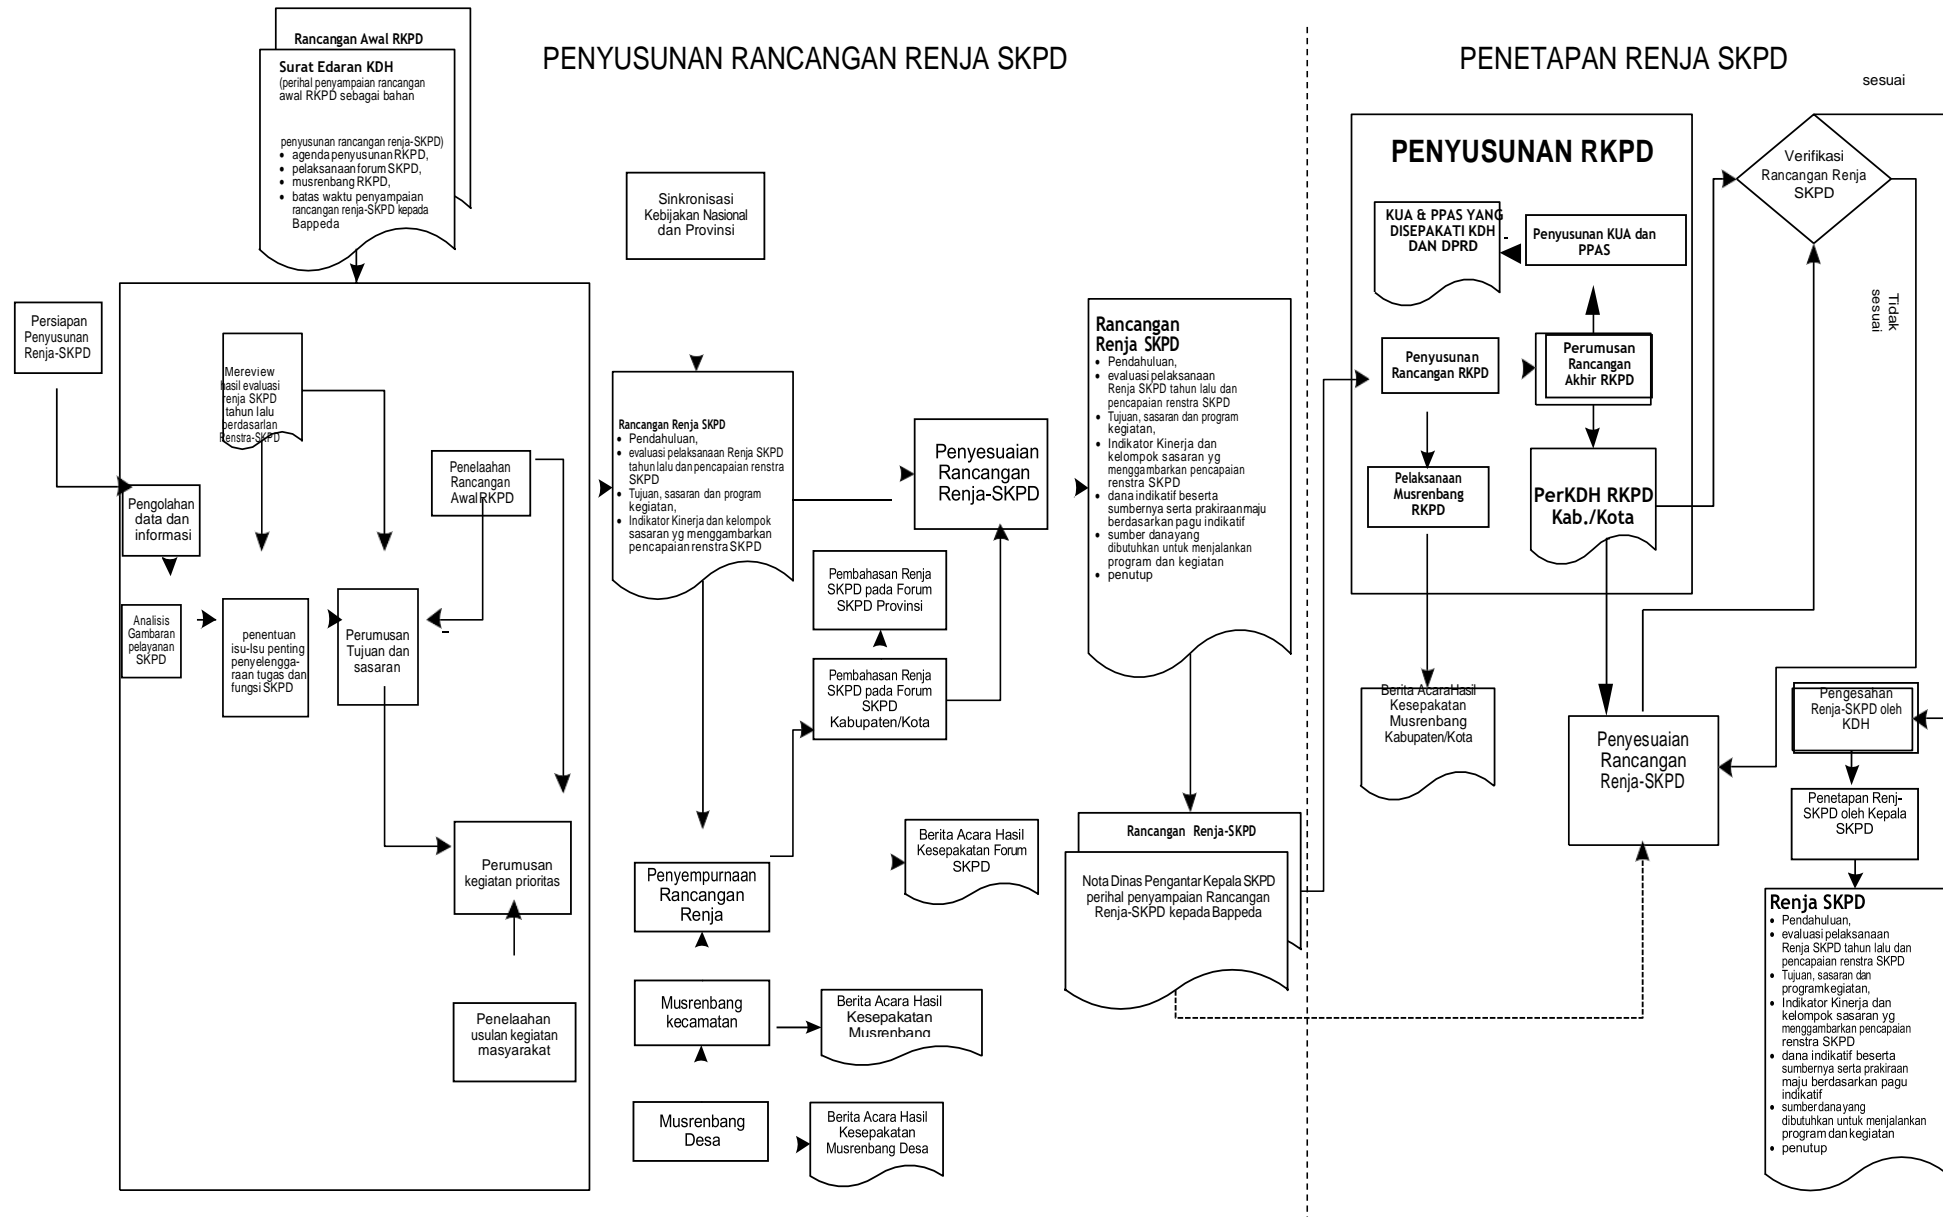 Rancangan Awal RKPD
Surat Edaran KDH
(perihal penyampaian rancangan
awal RKPD sebagai bahan
penyusunan rancangan renja-SKPD)
• agenda penyusunan RKPD,
• pelaksanaan forum SKPD,
• musrenbang RKPD,
• batas waktu penyampaian
rancangan renja-SKPD kepada
Bappeda
PENYUSUNAN RANCANGAN RENJA SKPD
PENETAPAN RENJA SKPD
Persiapan
Penyusunan
Renja-SKPD
Mereview
hasil evaluasi
renja SKPD
tahun lalu
berdasarlan
Renstra-SKPD
Pengolahan
data dan
informasi
Penelaahan
Rancangan
Awal RKPD
Analisis
Gambaran
pelayanan
SKPD
penentuan
isu-Isu penting
penyelengga-
raan tugas dan
fungsi SKPD
Perumusan
Tujuan dan
sasaran
Perumusan
kegiatan prioritas
Penelaahan
usulan kegiatan
masyarakat
Sinkronisasi
Kebijakan Nasional
dan Provinsi
Rancangan Renja SKPD
• Pendahuluan,
• evaluasi pelaksanaan Renja SKPD
tahun lalu dan pencapaian renstra
SKPD
• Tujuan, sasaran dan program
kegiatan,
• Indikator Kinerja dan kelompok
sasaran yg menggambarkan
pencapaian renstra SKPD
Penyesuaian
Rancangan
Renja-SKPD
Pembahasan Renja
SKPD pada Forum
SKPD Provinsi
Pembahasan Renja
SKPD pada Forum
SKPD
Kabupaten/Kota
Penyempurnaan
Rancangan
Renja
Berita Acara Hasil
Kesepakatan Forum
SKPD
Musrenbang
kecamatan
Berita Acara Hasil
Kesepakatan
Musrenbang
Musrenbang
Desa
Berita Acara Hasil
Kesepakatan
Musrenbang Desa
Rancangan
Renja SKPD
• Pendahuluan,
• evaluasi pelaksanaan
Renja SKPD tahun lalu dan
pencapaian renstra SKPD
• Tujuan, sasaran dan program
kegiatan,
• Indikator Kinerja dan
kelompok sasaran yg
menggambarkan pencapaian
renstra SKPD
• dana indikatif beserta
sumbernya serta prakiraan maju
berdasarkan pagu indikatif
• sumber dana yang
dibutuhkan untuk menjalankan
program dan kegiatan
• penutup
Rancangan Renja-SKPD
Nota Dinas Pengantar Kepala SKPD
perihal penyampaian Rancangan
Renja-SKPD kepada Bappeda
PENYUSUNAN RKPD
KUA & PPAS YANG
DISEPAKATI KDH
DAN DPRD
Penyusunan KUA dan
PPAS
Penyusunan
Rancangan RKPD
Perumusan
Rancangan
Akhir RKPD
Pelaksanaan
Musrenbang
RKPD
PerKDH RKPD
Kab./Kota
Berita Acara Hasil
Kesepakatan
Musrenbang
Kabupaten/Kota
Penyesuaian
Rancangan
Renja-SKPD
sesuai
Verifikasi
Rancangan Renja
SKPD
Tidak
sesuai
Pengesahan
Renja-SKPD oleh
KDH
Penetapan Renj-
SKPD oleh Kepala
SKPD
Renja SKPD
• Pendahuluan,
• evaluasi pelaksanaan
Renja SKPD tahun lalu dan
pencapaian renstra SKPD
• Tujuan, sasaran dan
program kegiatan,
• Indikator Kinerja dan
kelompok sasaran yg
menggambarkan pencapaian
renstra SKPD
• dana indikatif beserta
sumbernya serta prakiraan
maju berdasarkan pagu
indikatif
• sumber dana yang
dibutuhkan untuk menjalankan
program dan kegiatan
• penutup